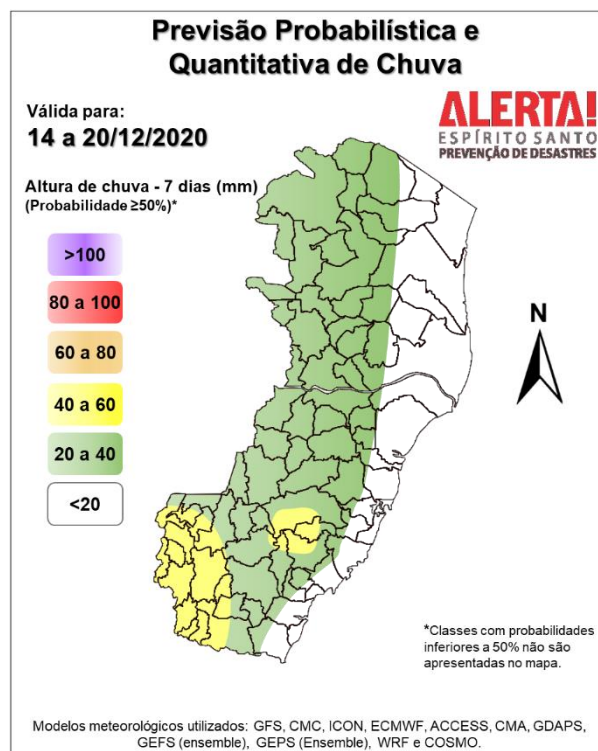 Previsão Probabilística e
Quantitativa de Chuva
Válida para:
14 a 20/12/2020
ALERTA!
ESPÍRITO SANTO
PREVENÇÃO DE DESASTRES
Altura de chuva - 7 dias (mm)
(Probabilidade ≥50%)*
>100
80 a 100
60 a 80
40 a 60
20 a 40
<20
N
*Classes com probabilidades
inferiores a 50% não são
apresentadas no mapa.
Modelos meteorológicos utilizados: GFS, CMC, ICON, ECMWF, ACCESS, CMA, GDAPS,
GEFS (ensemble), GEPS (Ensemble), WRF e COSMO.